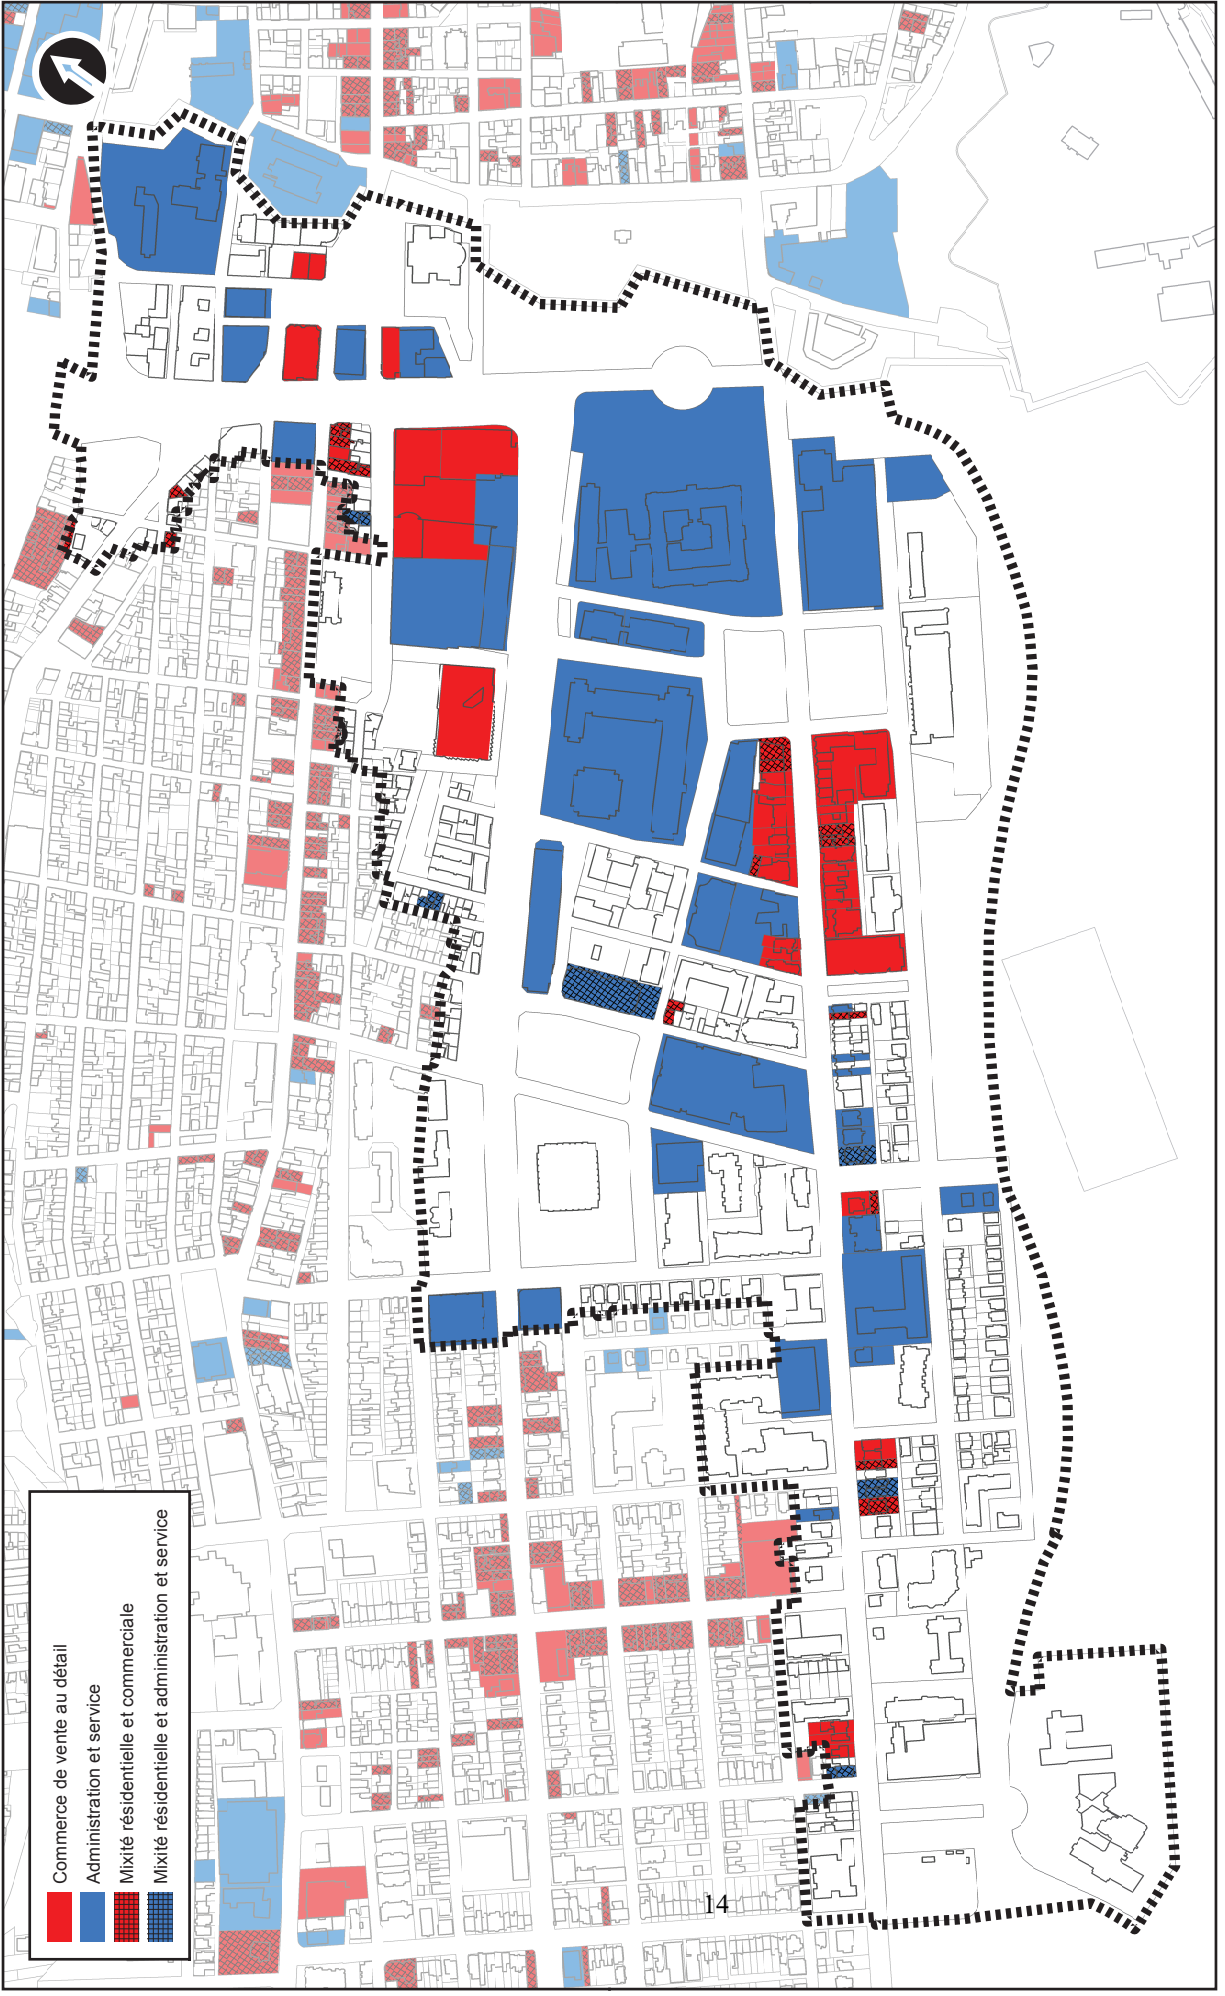 Commerce de vente au détail
Administration et service
Mixité résidentielle et commerciale
Mixité résidentielle et administration et service
14